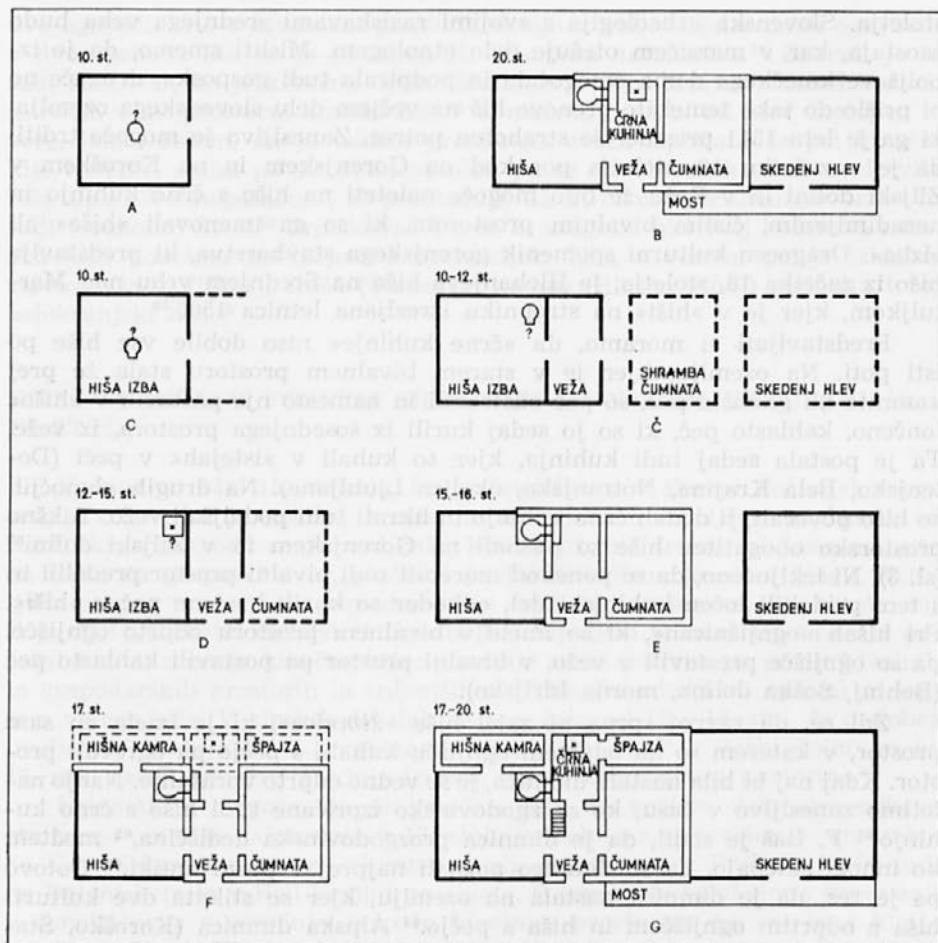 10. st.
?
A
20. st.
ČRNA
KUHINJA
HIŠA VEŽA ČUMNATA SKEDENJ HLEV
MOST
B
10. st.
?
HIŠA IZBA
C
10.-12. st.
?
HIŠA IZBA VEŽA SHRAMBA
ČUMNATA SKEDENJ HLEV
Č
12.-15. st.
?
HIŠA IZBA VEŽA ČUMNATA
D
15.-16. st.
HIŠA VEŽA ČUMNATA SKEDENJ HLEV
E
17. st.
HIŠNA KAMRA ŠPAJZA
HIŠA VEŽA ČUMNATA
F
17.-20. st.
HIŠNA KAMRA ČRNA
KUHINJA ŠPAJZA
HIŠA VEŽA ČUMNATA SKEDENJ HLEV
MOST
G